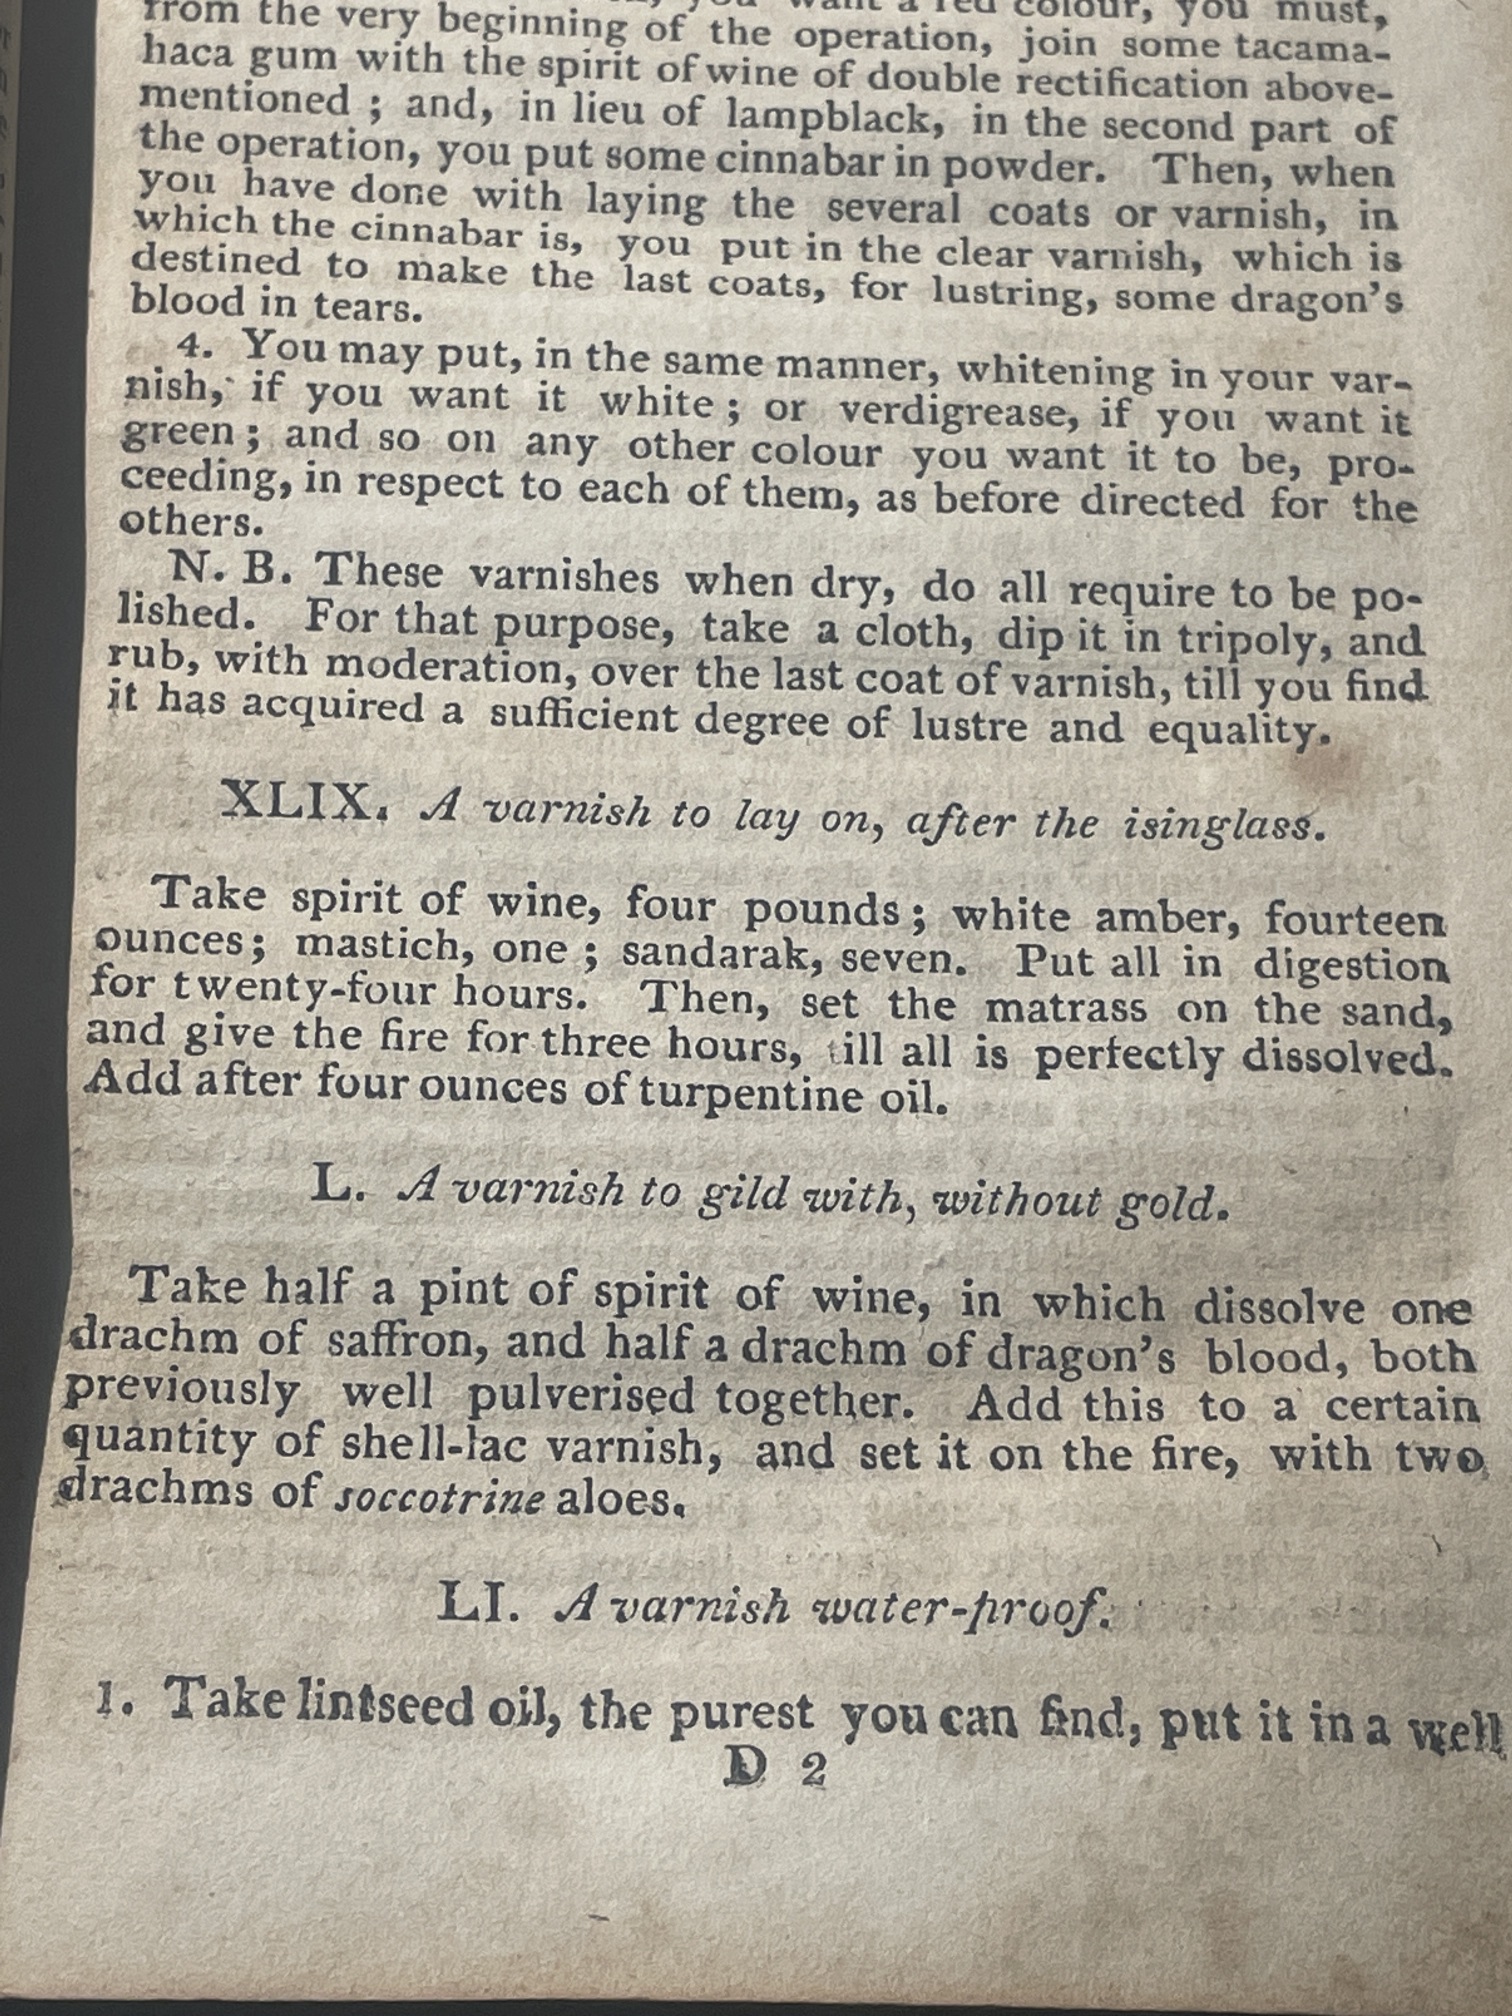 want a red colour, you must,
from the very beginning of the operation, join some tacama-
haca gum with the spirit of wine of double rectification above-
mentioned ; and, in lieu of lampblack, in the second part of
the operation, you put some cinnabar in powder. Then, when
you have done with laying the several coats or varnish, in
which the cinnabar is, you put in the clear varnish, which is
destined to make the last coats, for lustring, some dragon's
blood in tears.
4. You may put, in the same manner, whitening in your var-
nish, if you want it white ; or verdigrease, if you want it
green ; and so on any other colour you want it to be, pro-
ceeding, in respect to each of them, as before directed for the
others.
N. B. These varnishes when dry, do all require to be po-
lished. For that purpose, take a cloth, dip it in tripoly, and
rub, with moderation, over the last coat of varnish, till you find
it has acquired a sufficient degree of lustre and equality.
XLIX. A varnish to lay on, after the isinglass.
Take spirit of wine, four pounds ; white amber, fourteen
ounces ; mastich, one ; sandarak, seven. Put all in digestion
for twenty-four hours. Then, set the matrass on the sand,
and give the fire for three hours, till all is perfectly dissolved.
Add after four ounces of turpentine oil.
L. A varnish to gild with, without gold.
Take half a pint of spirit of wine, in which dissolve one
drachm of saffron, and half a drachm of dragon's blood, both
previously well pulverised together. Add this to a certain
quantity of shell-lac varnish, and set it on the fire, with two
drachms of soccotrine aloes.
LI. A varnish water-proof.
1. Take lintseed oil, the purest you can find, put it in a well
D 2